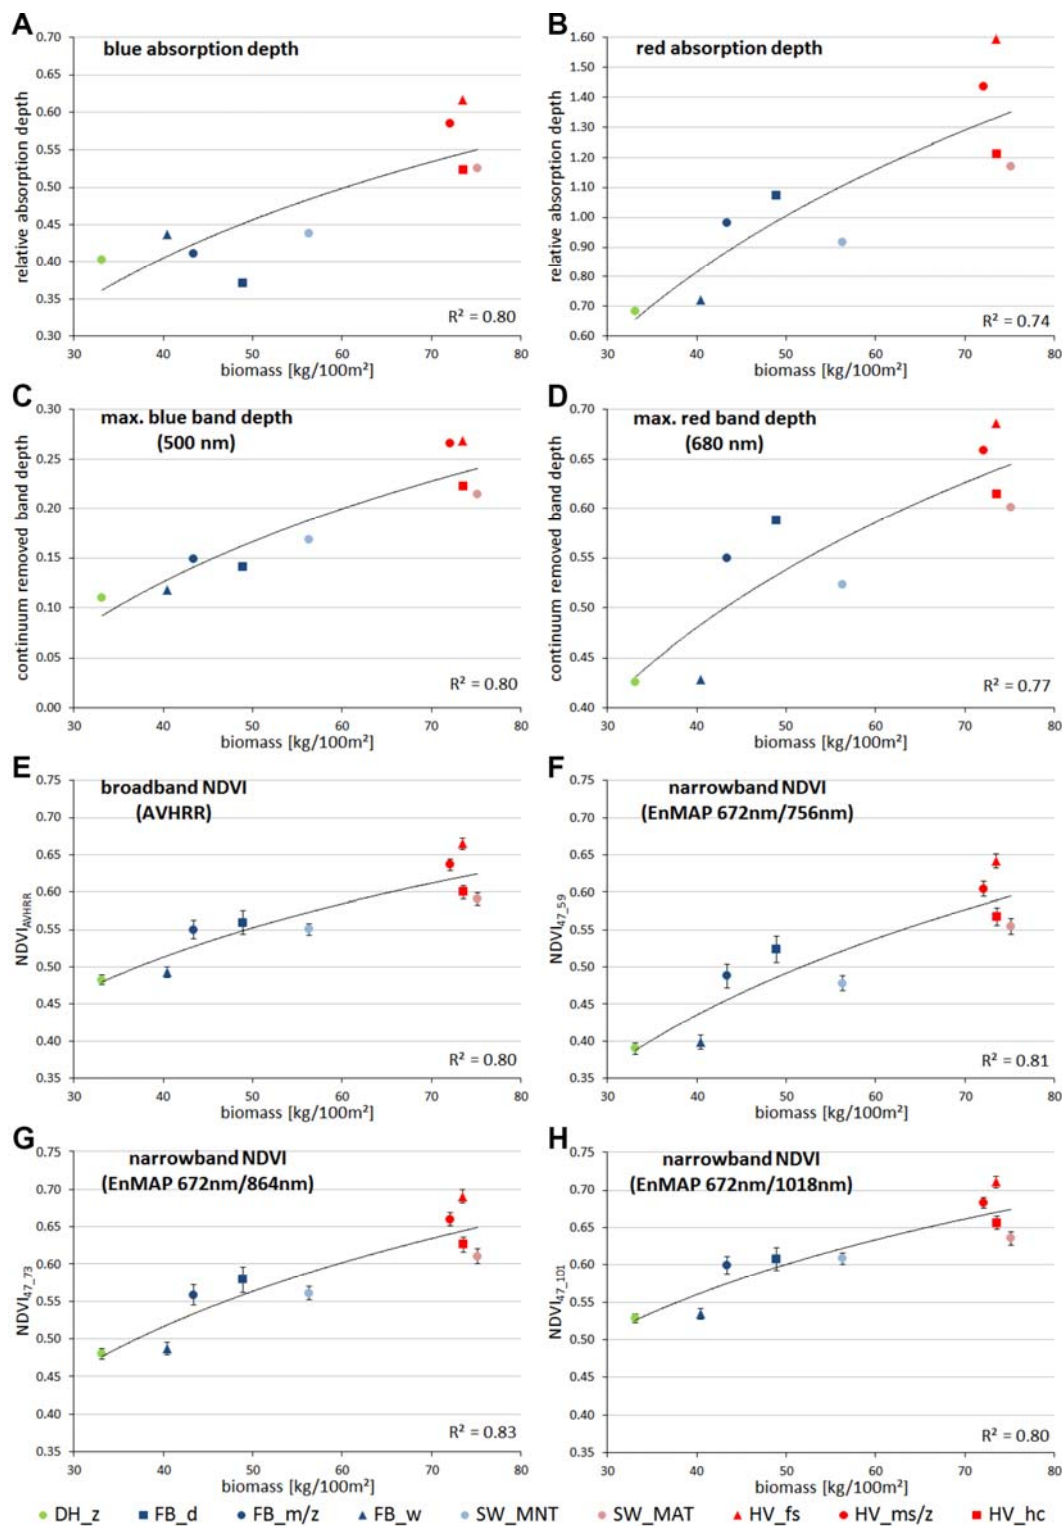 A
blue absorption depth
relative absorption depth
0.70
0.65
0.60
0.55
0.50
0.45
0.40
0.35
0.30
R² = 0.80
30 40 50 60 70 80
biomass [kg/100m²]
B
red absorption depth
relative absorption depth
1.60
1.50
1.40
1.30
1.20
1.10
1.00
0.90
0.80
0.70
0.60
R² = 0.74
30 40 50 60 70 80
biomass [kg/100m²]
C
max. blue band depth
(500 nm)
continuum removed band depth
0.30
0.25
0.20
0.15
0.10
0.05
0.00
R² = 0.80
30 40 50 60 70 80
biomass [kg/100m²]
D
max. red band depth
(680 nm)
continuum removed band depth
0.70
0.65
0.60
0.55
0.50
0.45
0.40
R² = 0.77
30 40 50 60 70 80
biomass [kg/100m²]
E
broadband NDVI
(AVHRR)
NDVI AVHRR
0.75
0.70
0.65
0.60
0.55
0.50
0.45
0.40
0.35
R² = 0.80
30 40 50 60 70 80
biomass [kg/100m²]
F
narrowband NDVI
(EnMAP 672nm/756nm)
NDVI 47_59
0.75
0.70
0.65
0.60
0.55
0.50
0.45
0.40
0.35
R² = 0.81
30 40 50 60 70 80
biomass [kg/100m²]
G
narrowband NDVI
(EnMAP 672nm/864nm)
NDVI 47_73
0.75
0.70
0.65
0.60
0.55
0.50
0.45
0.40
0.35
R² = 0.83
30 40 50 60 70 80
biomass [kg/100m²]
H
narrowband NDVI
(EnMAP 672nm/1018nm)
NDVI 47_101
0.75
0.70
0.65
0.60
0.55
0.50
0.45
0.40
0.35
R² = 0.80
30 40 50 60 70 80
biomass [kg/100m²]
DH_z FB_d FB_m/z FB_w SW_MNT SW_MAT HV_fs HV_ms/z HV_hc